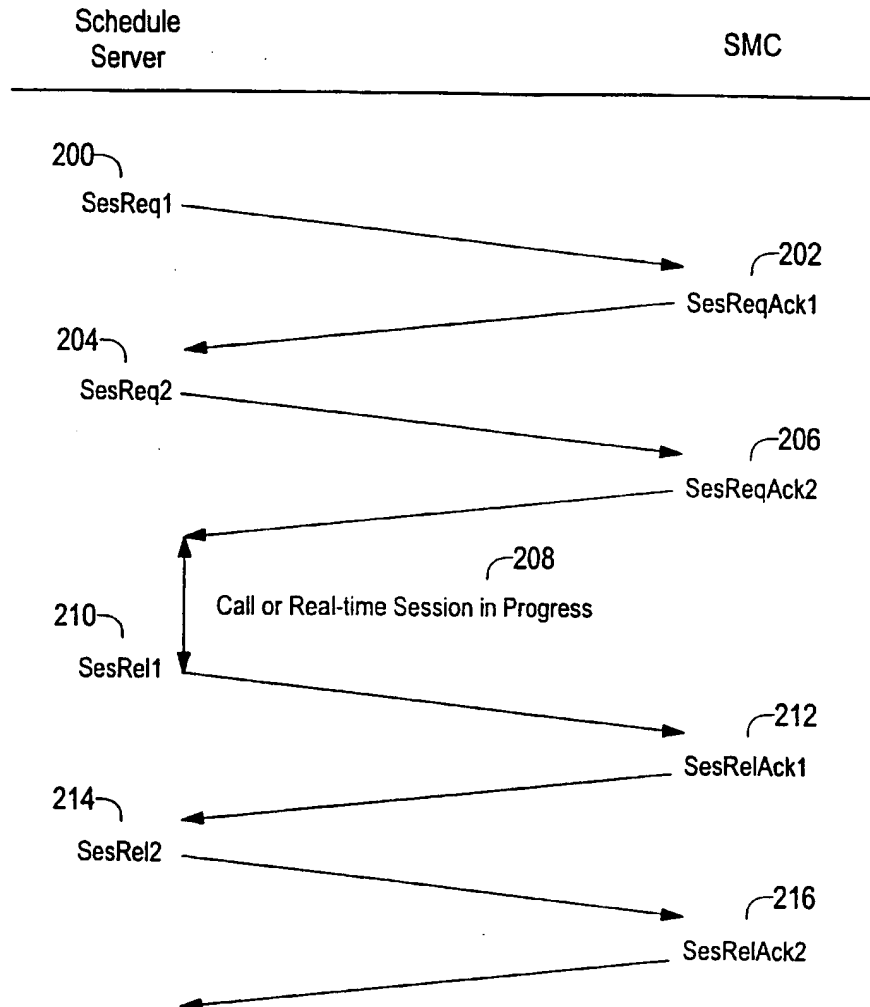 Schedule
Server
SMC
200
SesReq1
202
SesReqAck1
204
SesReq2
206
SesReqAck2
208
Call or Real-time Session in Progress
210
SesRel1
212
SesRelAck1
214
SesRel2
216
SesRelAck2